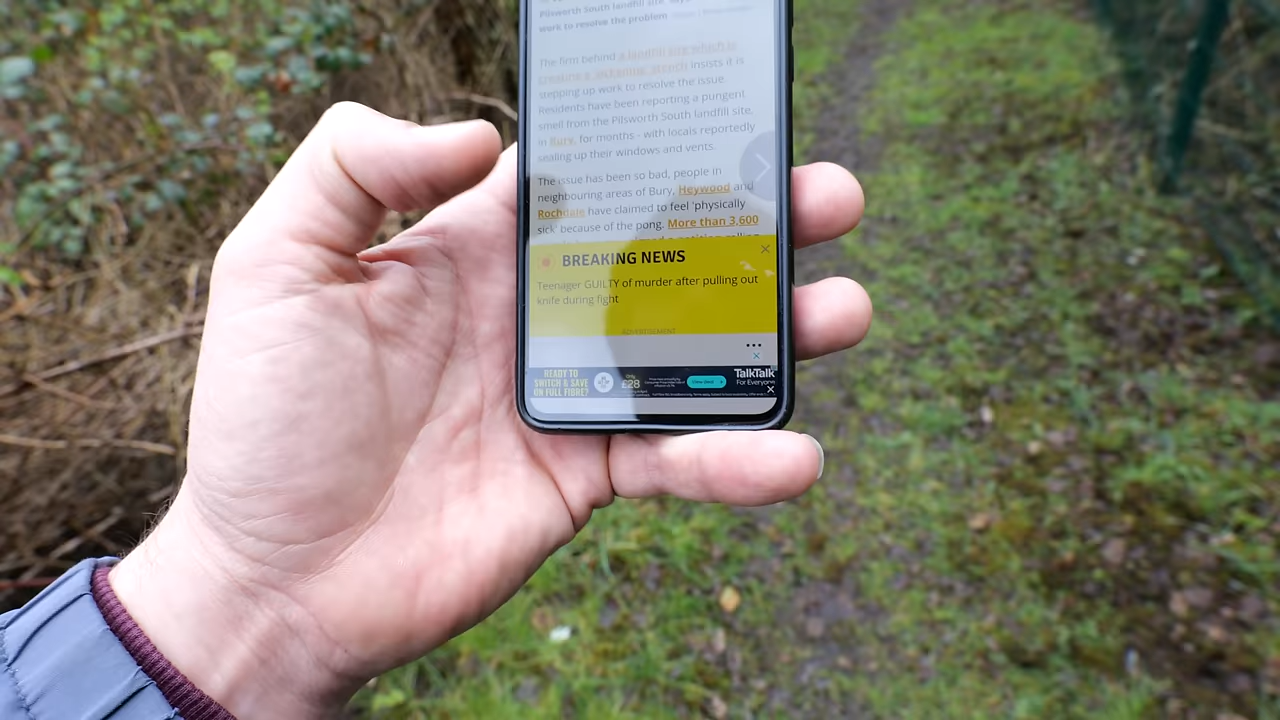 Pilsworth South landfill site,
work to resolve the problem
The firm behind a landfill site which is
creating a 'sickening' stench insists it is
stepping up work to resolve the issue.
Residents have been reporting a pungent
smell from the Pilsworth South landfill site,
in Bury, for months - with locals reportedly
sealing up their windows and vents.
The issue has been so bad, people in
neighbouring areas of Bury, Heywood and
Rochdale have claimed to feel 'physically
sick' because of the pong. More than 3,600
BREAKING NEWS
Teenager GUILTY of murder after pulling out
knife during fight
ADVERTISEMENT
READY TO
SWITCH & SAVE
ON FULL FIBRE?
£28
TalkTalk
For Everyone